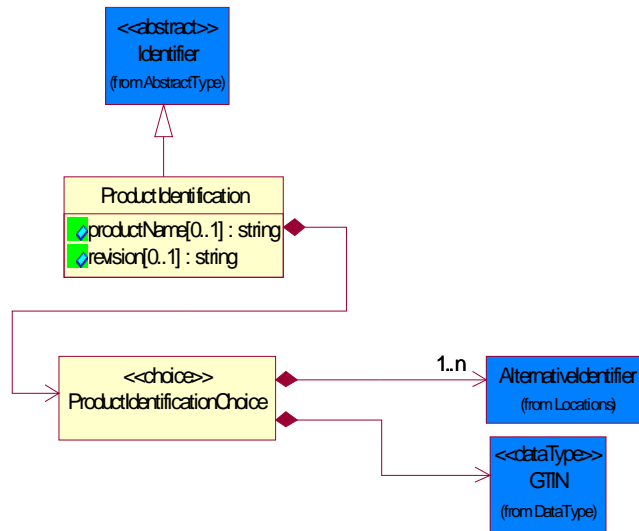 <<abstract>>
Identifier
(from AbstractType)
ProductIdentification
productName[0..1] : string
revision[0..1] : string
<<choice>>
ProductIdentificationChoice
1..n
AlternativeIdentifier
(from Locations)
<<dataType>>
GTIN
(from DataType)